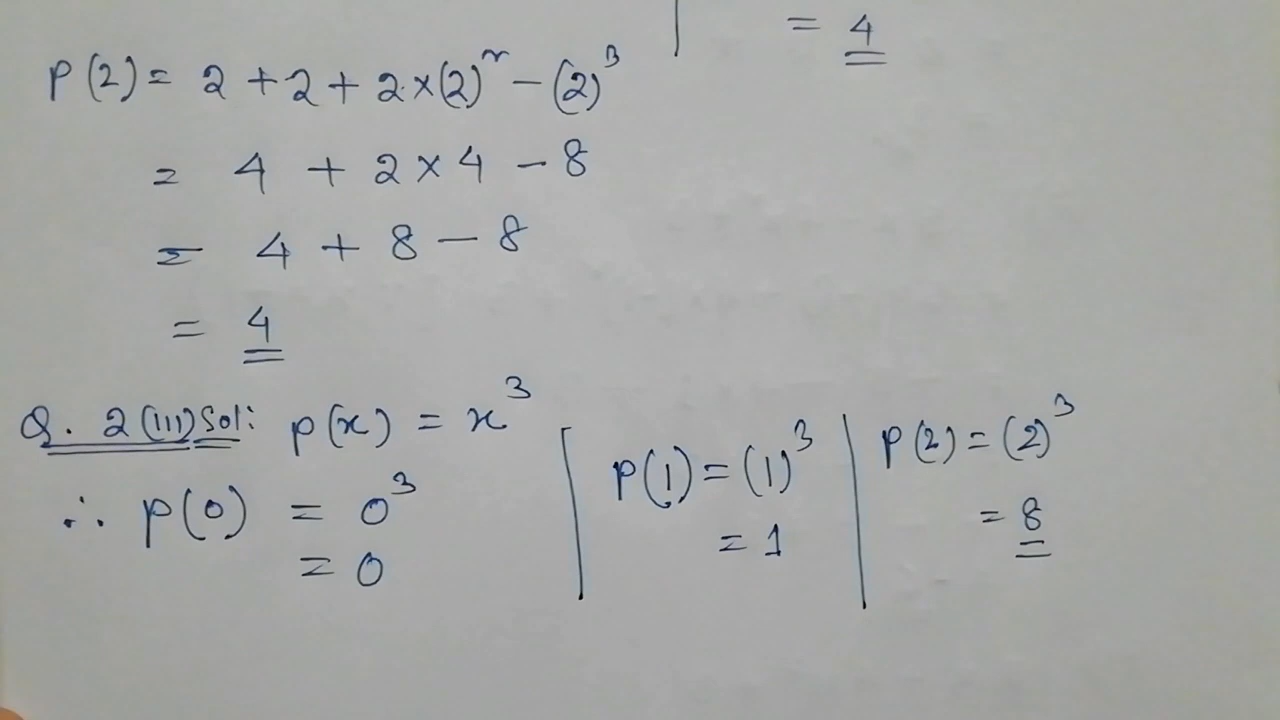 = 4
p(2) = 2 + 2 + 2×(2)² − (2)³
= 4 + 2 × 4 − 8
= 4 + 8 − 8
= 4
Q. 2 (III) Sol: p(x) = x³
∴ p(0) = 0³
= 0
p(1) = (1)³
= 1
p(2) = (2)³
= 8